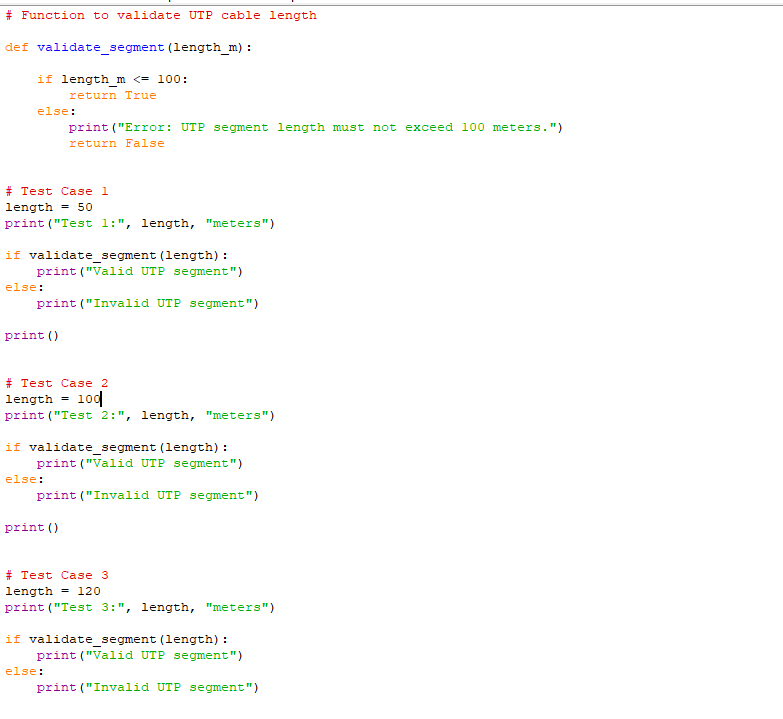 # Function to validate UTP cable length
def validate_segment(length_m):
    if length_m <= 100:
        return True
    else:
        print("Error: UTP segment length must not exceed 100 meters.")
        return False
# Test Case 1
length = 50
print("Test 1:", length, "meters")
if validate_segment(length):
    print("Valid UTP segment")
else:
    print("Invalid UTP segment")
print()
# Test Case 2
length = 100
print("Test 2:", length, "meters")
if validate_segment(length):
    print("Valid UTP segment")
else:
    print("Invalid UTP segment")
print()
# Test Case 3
length = 120
print("Test 3:", length, "meters")
if validate_segment(length):
    print("Valid UTP segment")
else:
    print("Invalid UTP segment")